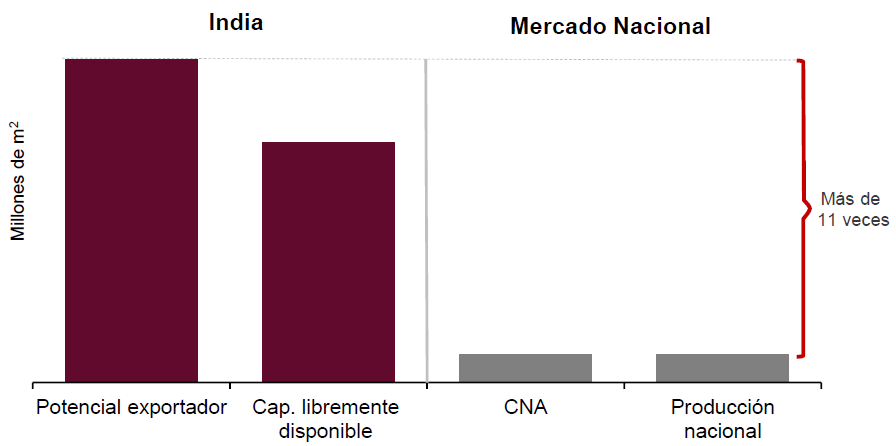 India
Mercado Nacional
Millones de m²
Más de
11 veces
Potencial exportador
Cap. libremente
disponible
CNA
Producción
nacional